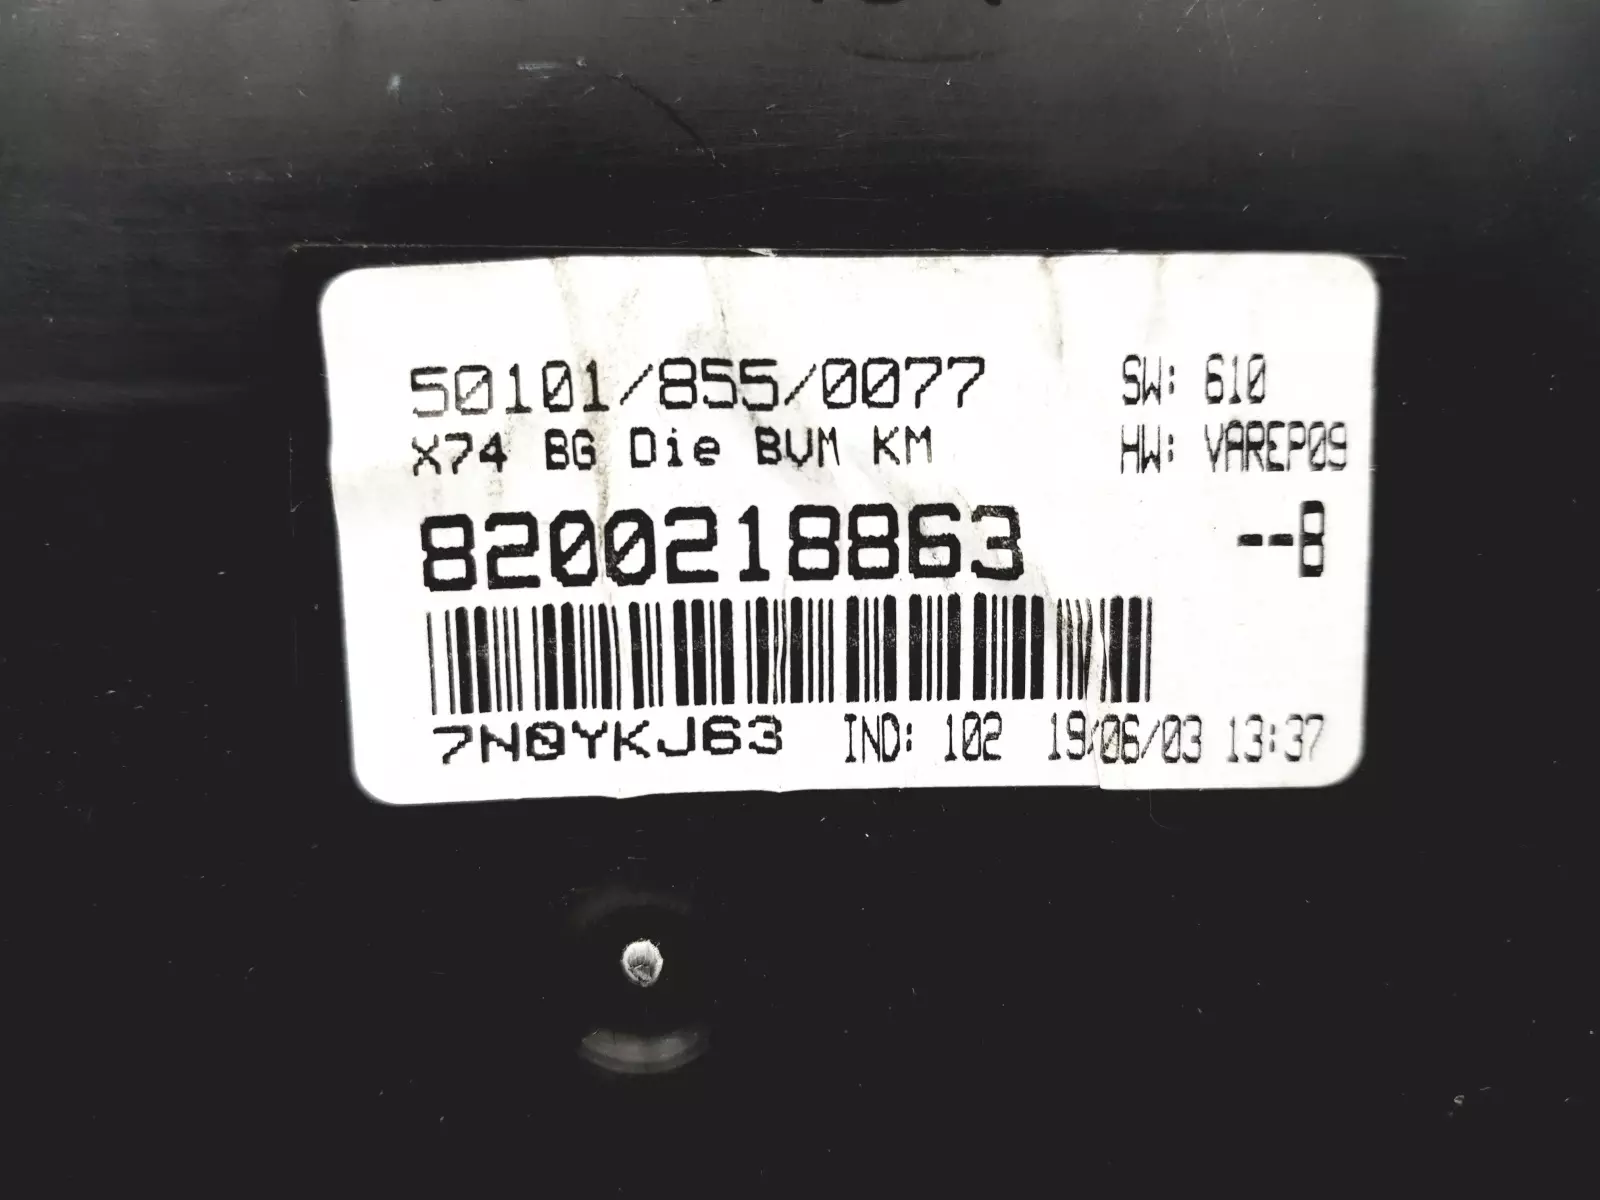 50101/855/0077 SW: 610
X74 BG Die BVM KM HW: VAREP09
8200218863 --8
7N0YKJ63 IND: 102 19/06/03 13:37